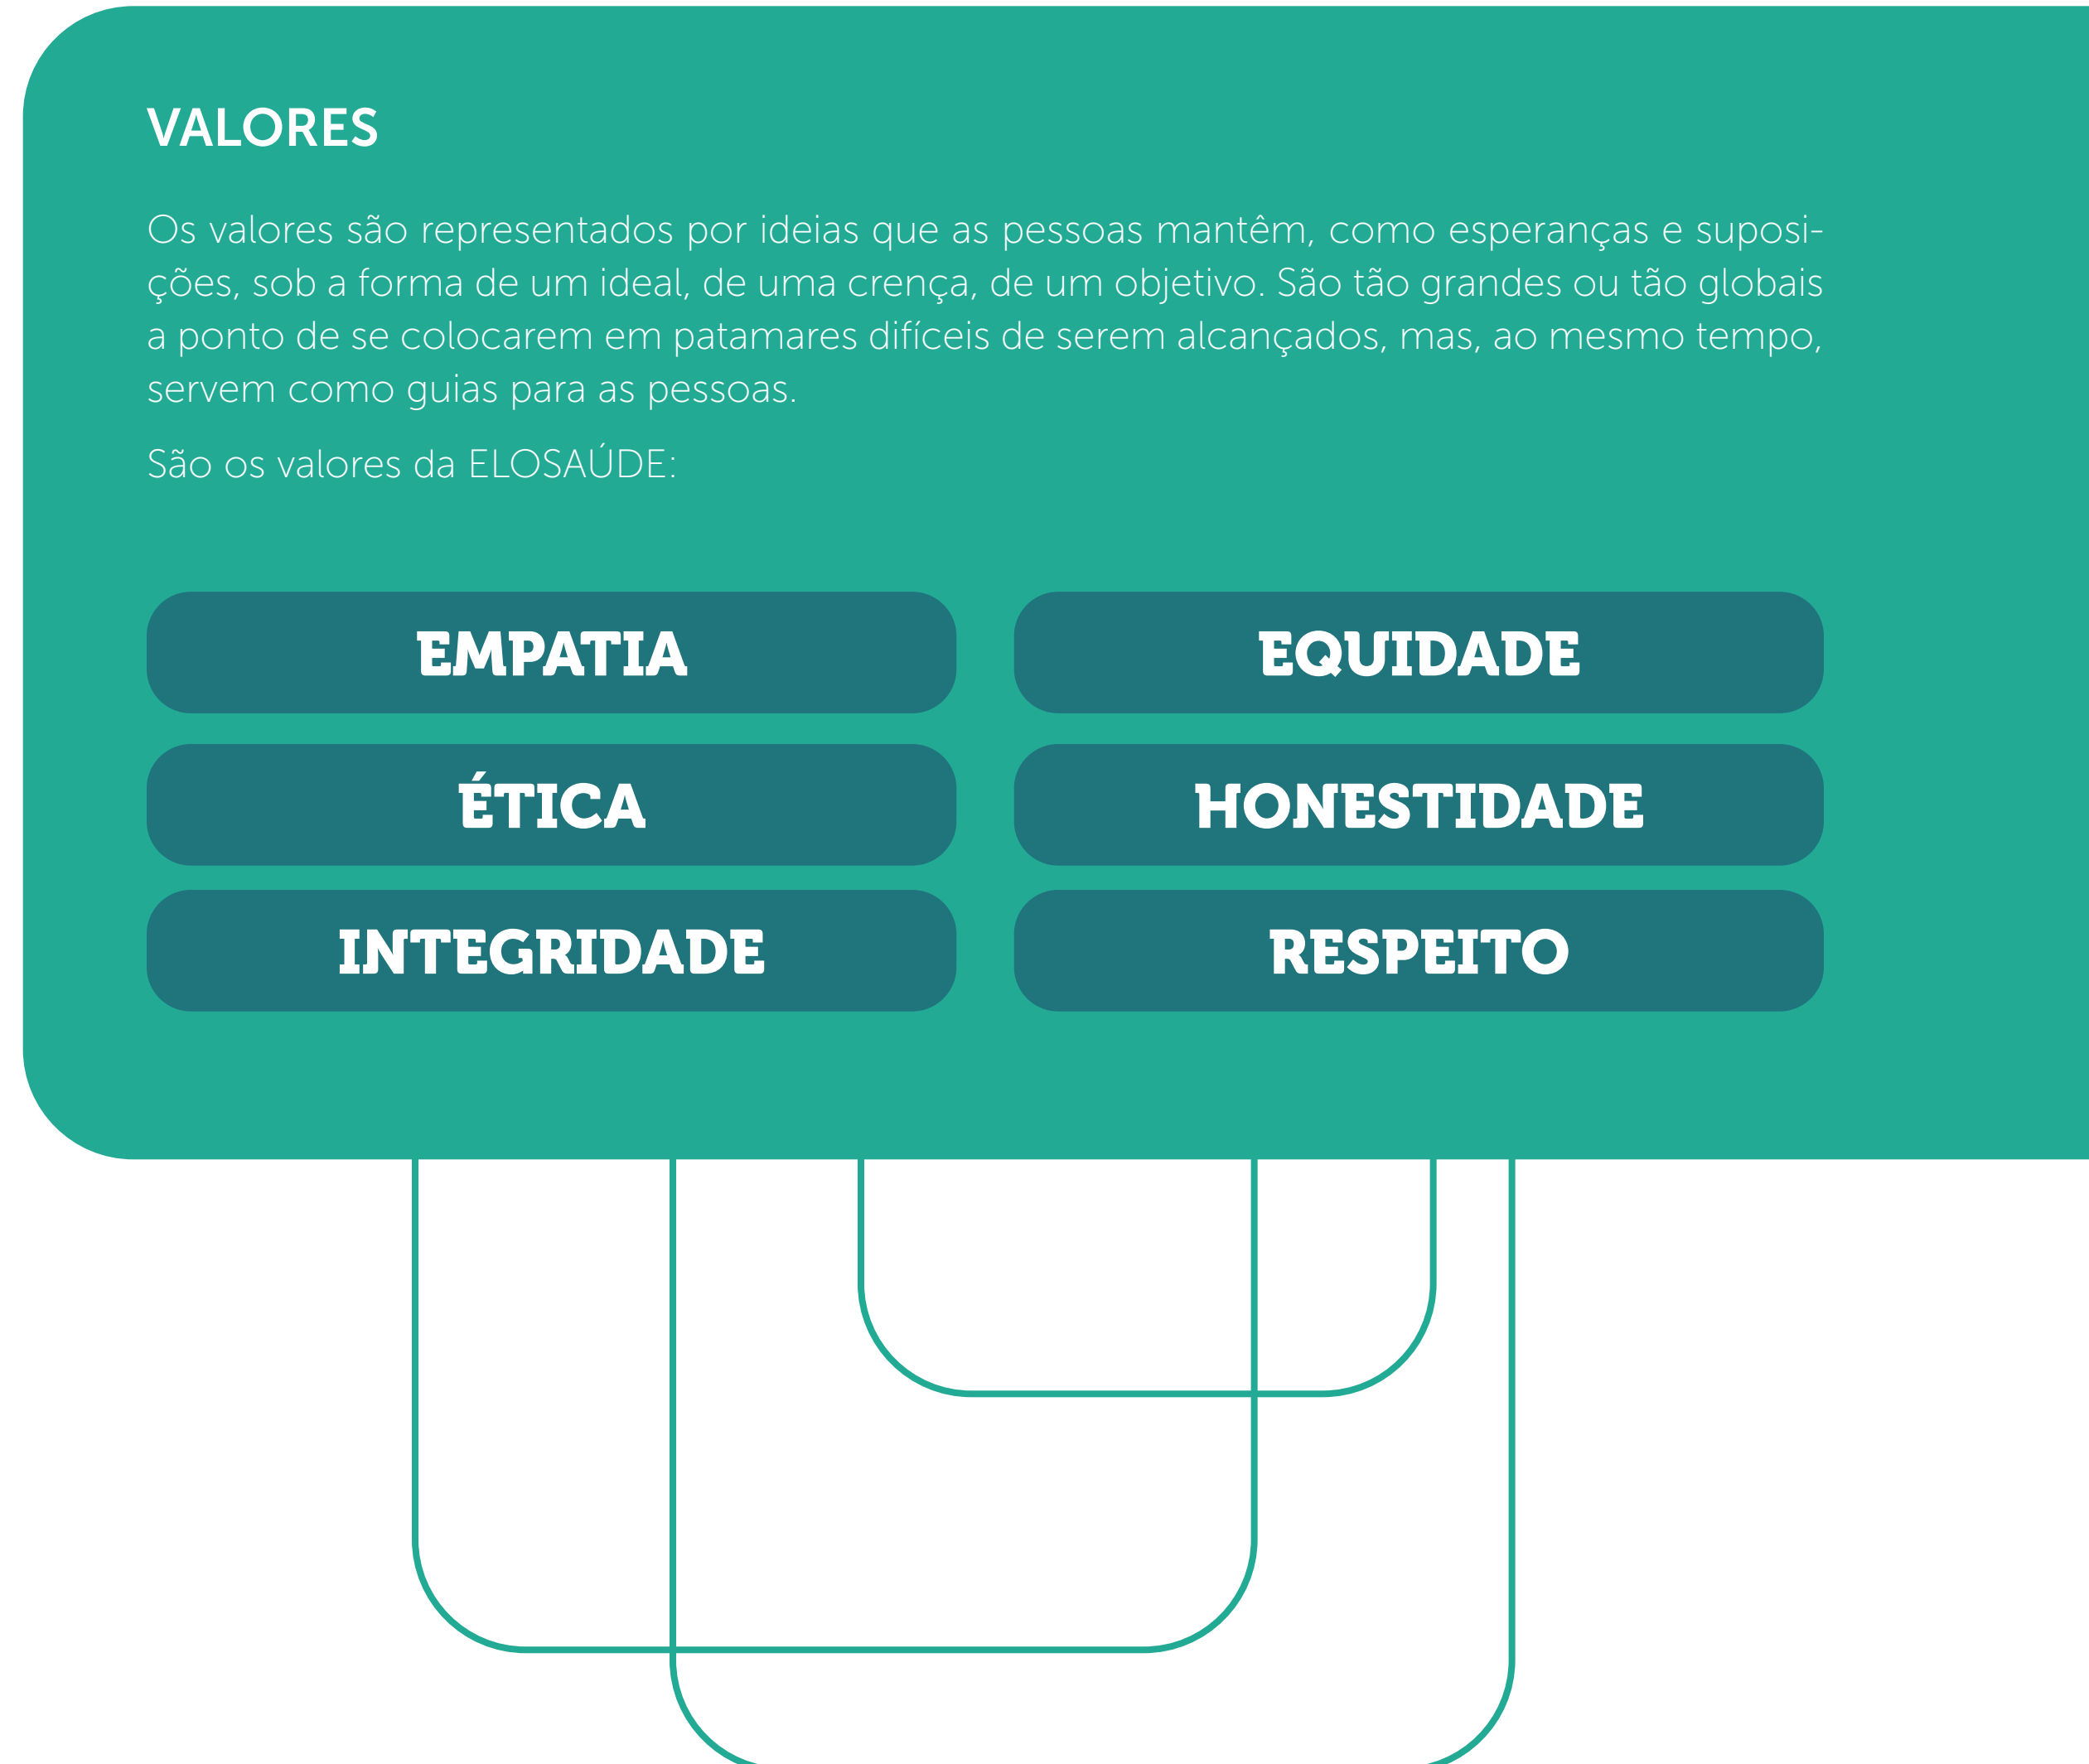 VALORES
Os valores são representados por ideias que as pessoas mantêm, como esperanças e suposi-
ções, sob a forma de um ideal, de uma crença, de um objetivo. São tão grandes ou tão globais
a ponto de se colocarem em patamares difíceis de serem alcançados, mas, ao mesmo tempo,
servem como guias para as pessoas.
São os valores da ELOSAÚDE:
EMPATIA
EQUIDADE
ÉTICA
HONESTIDADE
INTEGRIDADE
RESPEITO